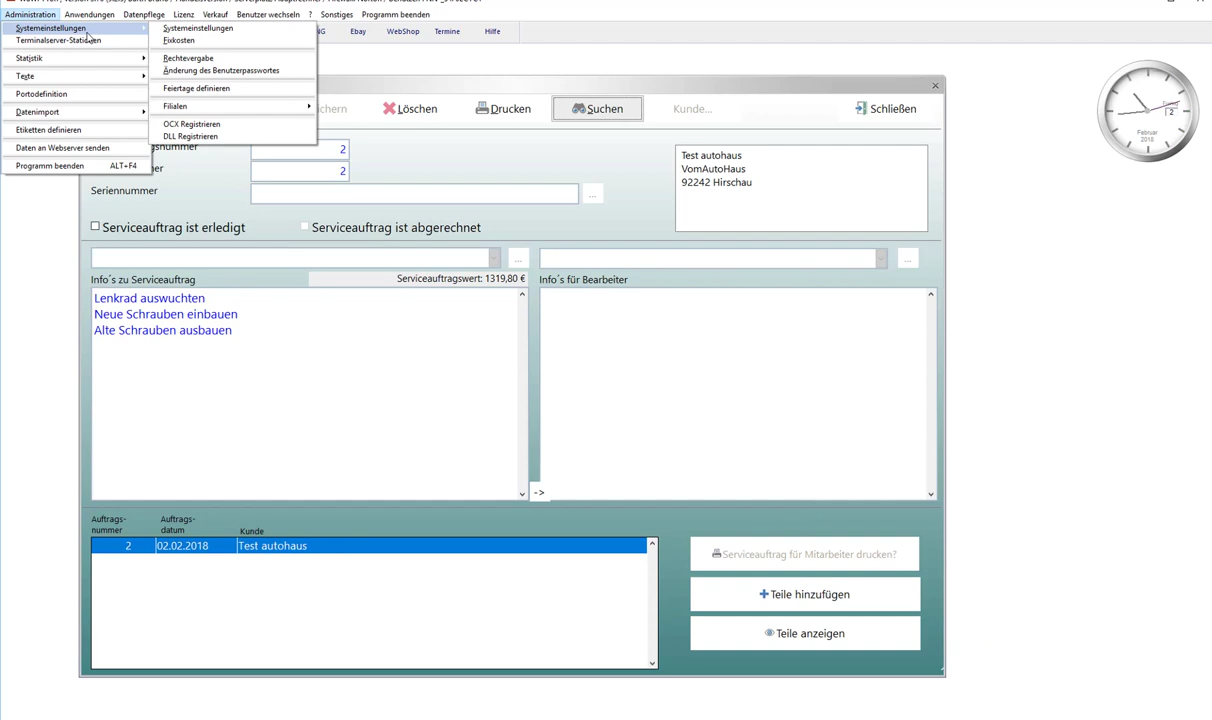 Administration Anwendungen Datenpflege Lizenz Verkauf Benutzer wechseln ? Sonstiges Programm beenden
Systemeinstellungen
Terminalserver-Stationen
Statistik
Texte
Portodefinition
Datenimport
Etiketten definieren
Daten an Webserver senden
Programm beenden ALT+F4
Systemeinstellungen
Fixkosten
Rechtevergabe
Änderung des Benutzerpasswortes
Feiertage definieren
Filialen
OCX Registrieren
DLL Registrieren
Ebay WebShop Termine Hilfe
Löschen Drucken Suchen Kunde... Schließen
2
2
Seriennummer
...
Test autohaus
VomAutoHaus
92242 Hirschau
Serviceauftrag ist erledigt Serviceauftrag ist abgerechnet
... ...
Info´s zu Serviceauftrag Serviceauftragswert: 1319,80 € Info´s für Bearbeiter
Lenkrad auswuchten
Neue Schrauben einbauen
Alte Schrauben ausbauen
->
Auftrags-
nummer
Auftrags-
datum
Kunde
2 02.02.2018 Test autohaus
Serviceauftrag für Mitarbeiter drucken?
Teile hinzufügen
Teile anzeigen
Freitag
2
Februar
2018